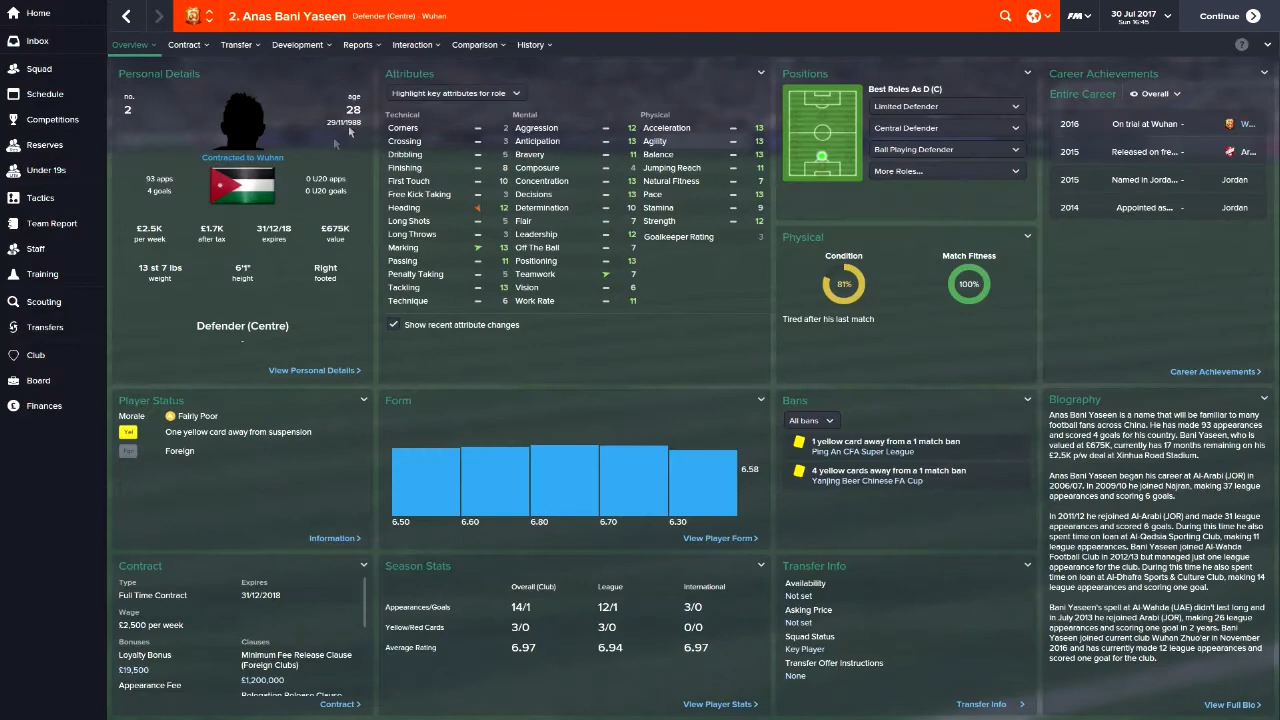 Home
Inbox
Squad
Schedule
Competitions
Reserves
Under 19s
Tactics
Team Report
Staff
Training
Scouting
Transfers
Club
Board
Finances
2. Anas Bani Yaseen Defender (Centre) - Wuhan
FM
30 Jul 2017
Sun 16:45
Continue
Overview Contract Transfer Development Reports Interaction Comparison History
Personal Details
no.
2
age
28
29/11/1988
Contracted to Wuhan
93 apps
4 goals
0 U20 apps
0 U20 goals
£2.5K
per week
£1.7K
after tax
31/12/18
expires
£675K
value
13 st 7 lbs
weight
6'1"
height
Right
footed
Defender (Centre)
-
View Personal Details >
Attributes
Highlight key attributes for role
Technical Mental Physical
Corners - 2 Aggression - 12 Acceleration - 13
Crossing - 3 Anticipation - 13 Agility - 13
Dribbling - 5 Bravery - 11 Balance - 13
Finishing - 8 Composure - 4 Jumping Reach - 11
First Touch - 10 Concentration - 13 Natural Fitness - 7
Free Kick Taking - 3 Decisions - 13 Pace - 13
Heading 12 Determination - 10 Stamina - 9
Long Shots - 5 Flair - 7 Strength - 12
Long Throws - 3 Leadership - 12 Goalkeeper Rating 3
Marking 13 Off The Ball - 7
Passing - 11 Positioning - 13
Penalty Taking - 5 Teamwork 7
Tackling - 13 Vision - 6
Technique - 6 Work Rate - 11
Show recent attribute changes
Positions
Best Roles As D (C)
Limited Defender
Central Defender
Ball Playing Defender
More Roles...
Physical
Condition
81%
Match Fitness
100%
Tired after his last match
Career Achievements
Entire Career Overall
2016 On trial at Wuhan - W...
2015 Released on fre... - Ar...
2015 Named in Jorda... - Jordan
2014 Appointed as... - Jordan
Career Achievements >
Player Status
Morale Fairly Poor
Yel One yellow card away from suspension
Fgn Foreign
Information >
Form
6.58
6.50 6.60 6.80 6.70 6.30
View Player Form >
Bans
All bans
1 yellow card away from a 1 match ban
Ping An CFA Super League
4 yellow cards away from a 1 match ban
Yanjing Beer Chinese FA Cup
Biography
Anas Bani Yaseen is a name that will be familiar to many
football fans across China. He has made 93 appearances
and scored 4 goals for his country. Bani Yaseen, who is
valued at £675K, currently has 17 months remaining on his
£2.5K p/w deal at Xinhua Road Stadium.
Anas Bani Yaseen began his career at Al-Arabi (JOR) in
2006/07. In 2009/10 he joined Najran, making 37 league
appearances and scoring 6 goals.
In 2011/12 he rejoined Al-Arabi (JOR) and made 31 league
appearances and scored 6 goals. During this time he also
spent time on loan at Al-Qadsia Sporting Club, making 11
league appearances. Bani Yaseen joined Al-Wahda
Football Club in 2012/13 but managed just one league
appearance for the club. During this time he also spent
time on loan at Al-Dhafra Sports & Culture Club, making 14
league appearances and scoring one goal.
Bani Yaseen's spell at Al-Wahda (UAE) didn't last long and
in July 2013 he rejoined Arabi (JOR), making 26 league
appearances and scoring one goal in 2 years. Bani
Yaseen joined current club Wuhan Zhuo'er in November
2016 and has currently made 12 league appearances and
scored one goal for the club.
View Full Bio >
Contract
Type
Full Time Contract
Expires
31/12/2018
Wage
£2,500 per week
Bonuses
Loyalty Bonus
£19,500
Appearance Fee
Clauses
Minimum Fee Release Clause
(Foreign Clubs)
£1,200,000
Relegation Release Clause
Contract >
Season Stats
Overall (Club) League International
Appearances/Goals 14/1 12/1 3/0
Yellow/Red Cards 3/0 3/0 0/0
Average Rating 6.97 6.94 6.97
View Player Stats >
Transfer Info
Availability
Not set
Asking Price
Not set
Squad Status
Key Player
Transfer Offer Instructions
None
Transfer Info >